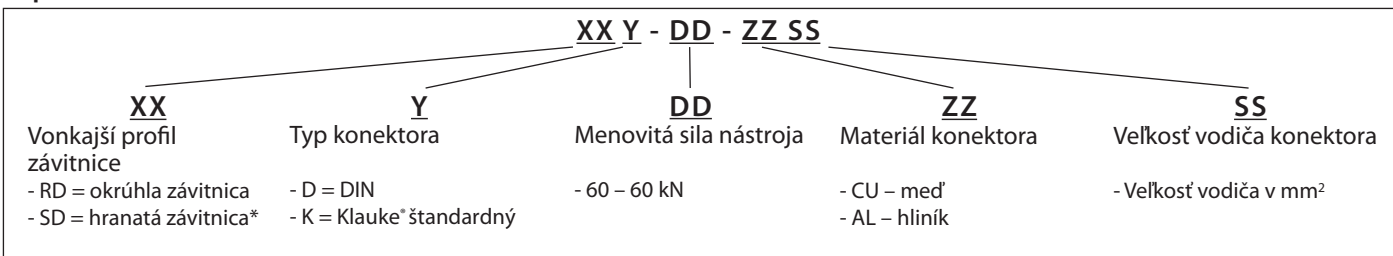 XX Y - DD - ZZ SS
XX Y DD ZZ SS
Vonkajší profil závitnice
- RD = okrúhla závitnica
- SD = hranatá závitnica*
Typ konektora
- D = DIN
- K = Klauke® štandardný
Menovitá sila nástroja
- 60 – 60 kN
Materiál konektora
- CU – meď
- AL – hliník
Veľkosť vodiča konektora
- Veľkosť vodiča v mm²